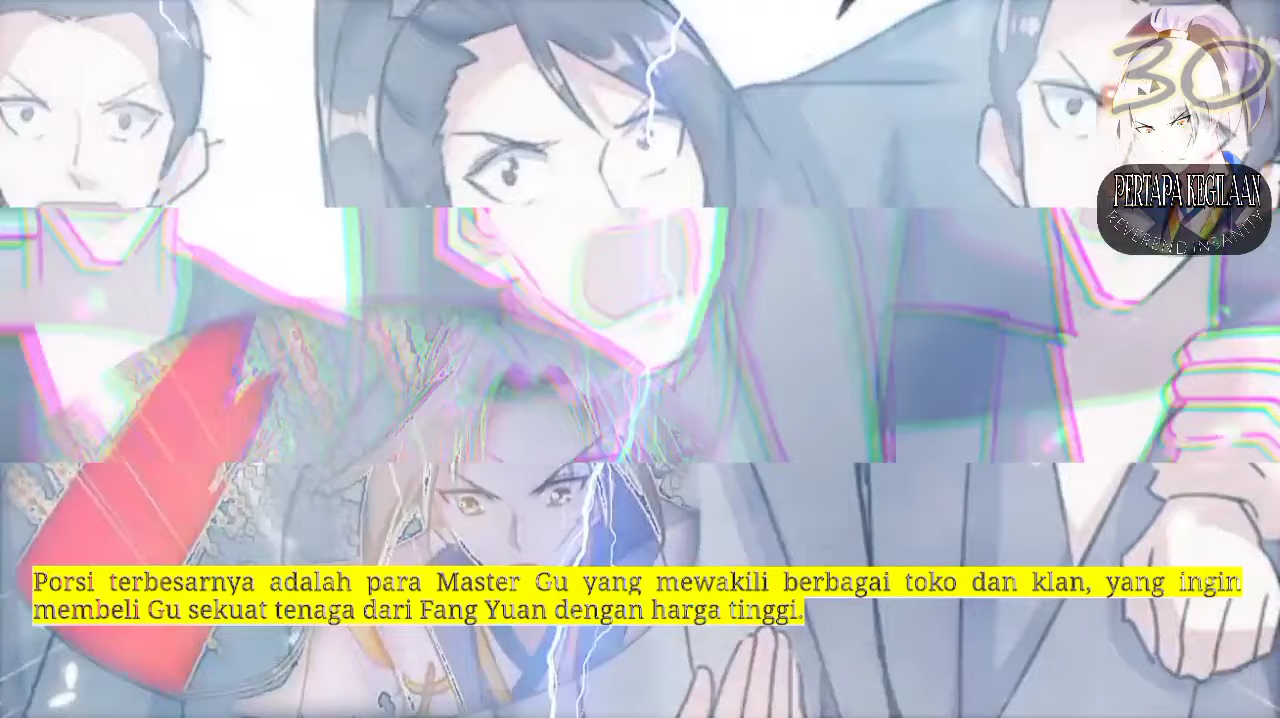 30
PERTAPA KEGILAAN
REVEREND INSANITY
Porsi terbesarnya adalah para Master Gu yang mewakili berbagai toko dan klan, yang ingin
membeli Gu sekuat tenaga dari Fang Yuan dengan harga tinggi.